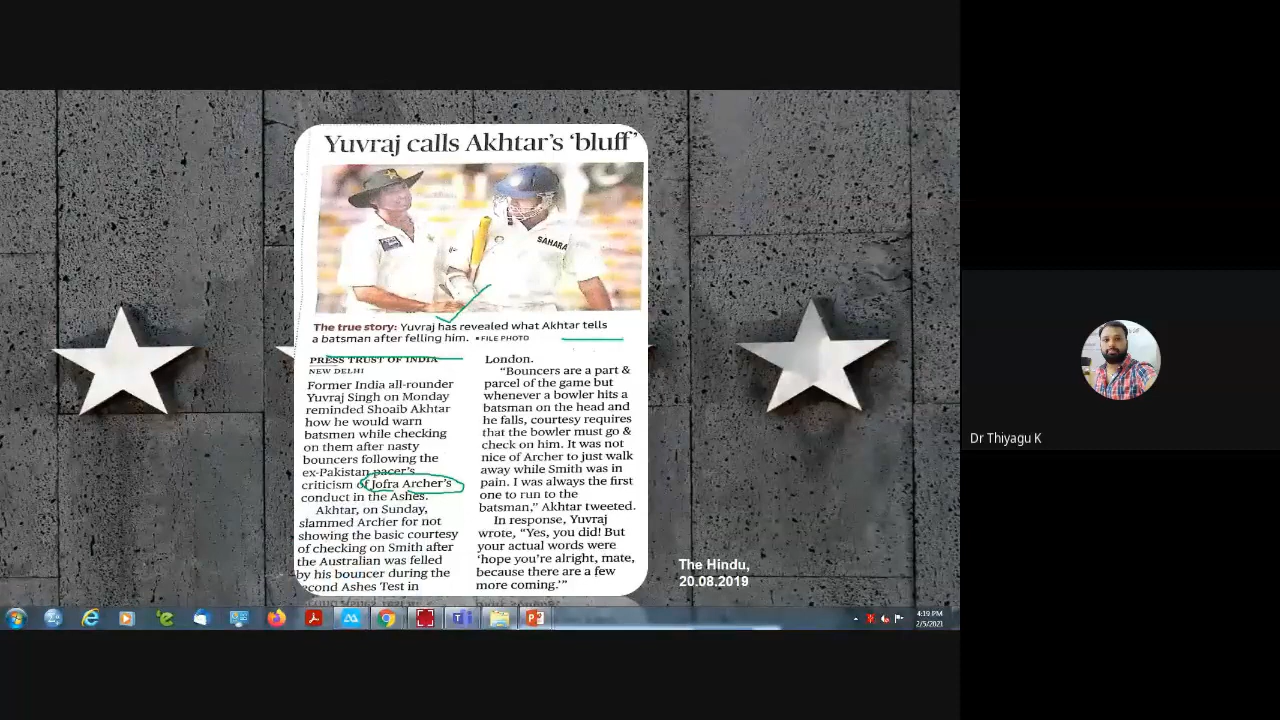 Yuvraj calls Akhtar's 'bluff'
SAHARA
The true story: Yuvraj has revealed what Akhtar tells
a batsman after felling him. ▪ FILE PHOTO
PRESS TRUST OF INDIA
NEW DELHI
Former India all-rounder
Yuvraj Singh on Monday
reminded Shoaib Akhtar
how he would warn
batsmen while checking
on them after nasty
bouncers following the
ex-Pakistan pacer's
criticism of Jofra Archer's
conduct in the Ashes.
Akhtar, on Sunday,
slammed Archer for not
showing the basic courtesy
of checking on Smith after
the Australian was felled
by his bouncer during the
cond Ashes Test in
London.
"Bouncers are a part &
parcel of the game but
whenever a bowler hits a
batsman on the head and
he falls, courtesy requires
that the bowler must go &
check on him. It was not
nice of Archer to just walk
away while Smith was in
pain. I was always the first
one to run to the
batsman," Akhtar tweeted.
In response, Yuvraj
wrote, "Yes, you did! But
your actual words were
'hope you're alright, mate,
because there are a few
more coming.'"
The Hindu,
20.08.2019
4:19 PM
2/5/2021
Dr Thiyagu K